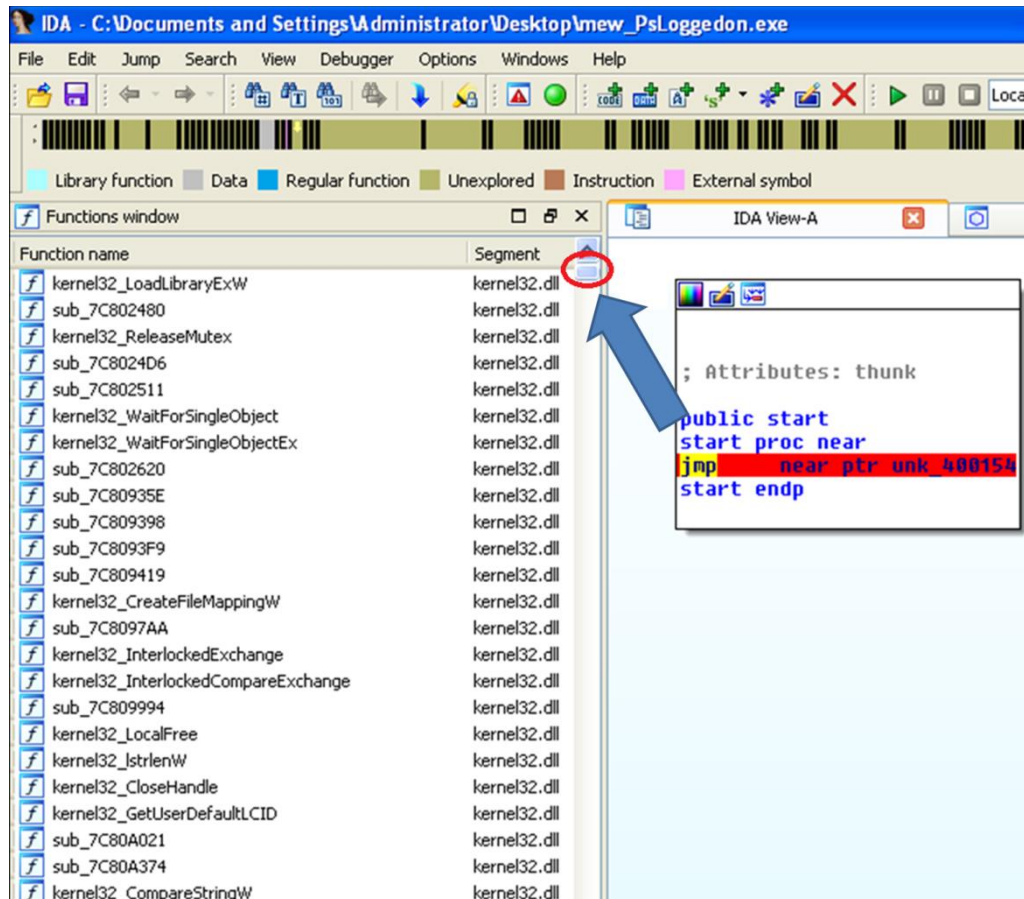 IDA - C:\Documents and Settings\Administrator\Desktop\mew_PsLoggedon.exe
File Edit Jump Search View Debugger Options Windows Help
Loca
Library function Data Regular function Unexplored Instruction External symbol
Functions window
IDA View-A
Function name Segment
kernel32_LoadLibraryExW kernel32.dll
sub_7C802480 kernel32.dll
kernel32_ReleaseMutex kernel32.dll
sub_7C8024D6 kernel32.dll
sub_7C802511 kernel32.dll
kernel32_WaitForSingleObject kernel32.dll
kernel32_WaitForSingleObjectEx kernel32.dll
sub_7C802620 kernel32.dll
sub_7C80935E kernel32.dll
sub_7C809398 kernel32.dll
sub_7C8093F9 kernel32.dll
sub_7C809419 kernel32.dll
kernel32_CreateFileMappingW kernel32.dll
sub_7C8097AA kernel32.dll
kernel32_InterlockedExchange kernel32.dll
kernel32_InterlockedCompareExchange kernel32.dll
sub_7C809994 kernel32.dll
kernel32_LocalFree kernel32.dll
kernel32_lstrlenW kernel32.dll
kernel32_CloseHandle kernel32.dll
kernel32_GetUserDefaultLCID kernel32.dll
sub_7C80A021 kernel32.dll
sub_7C80A374 kernel32.dll
kernel32_CompareStringW kernel32.dll
; Attributes: thunk
public start
start proc near
jmp near ptr unk_400154
start endp